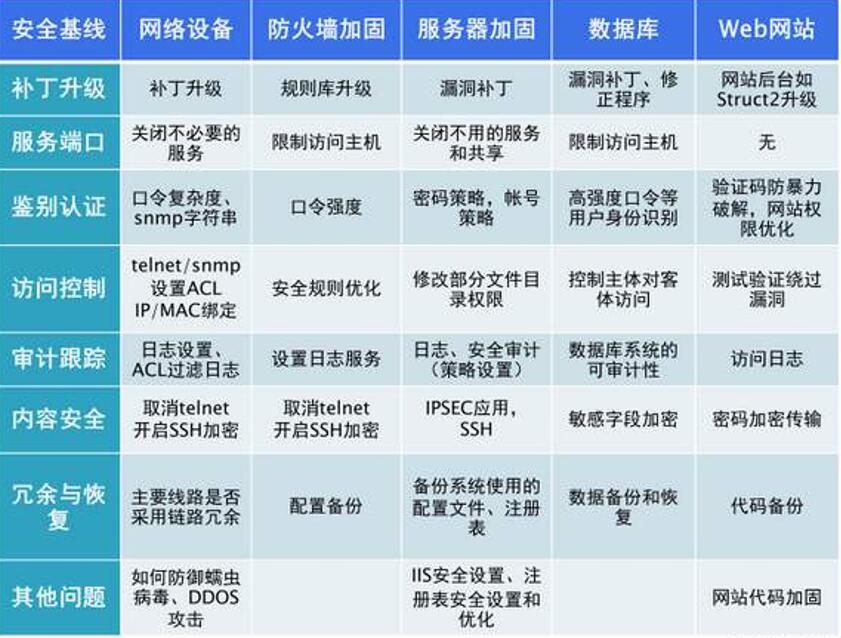 安全基线 网络设备 防火墙加固 服务器加固 数据库 Web网站
补丁升级
补丁升级
规则库升级
漏洞补丁
漏洞补丁、修
正程序
网站后台如
Struct2升级
服务端口
关闭不必要的
服务
限制访问主机
关闭不用的服务
和共享
限制访问主机
无
鉴别认证
口令复杂度、
snmp字符串
口令强度
密码策略，帐号
策略
高强度口令等
用户身份识别
验证码防暴力
破解，网站权
限优化
访问控制
telnet/snmp
设置ACL
IP/MAC绑定
安全规则优化
修改部分文件目
录权限
控制主体对客
体访问
测试验证绕过
漏洞
审计跟踪
日志设置、
ACL过滤日志
设置日志服务
日志、安全审计
（策略设置）
数据库系统的
可审计性
访问日志
内容安全
取消telnet
开启SSH加密
取消telnet
开启SSH加密
IPSEC应用，
SSH
敏感字段加密
密码加密传输
冗余与恢
复
主要线路是否
采用链路冗余
配置备份
备份系统使用的
配置文件、注册
表
数据备份和恢
复
代码备份
其他问题
如何防御蠕虫
病毒、DDOS
攻击
IIS安全设置、注
册表安全设置和
优化
网站代码加固